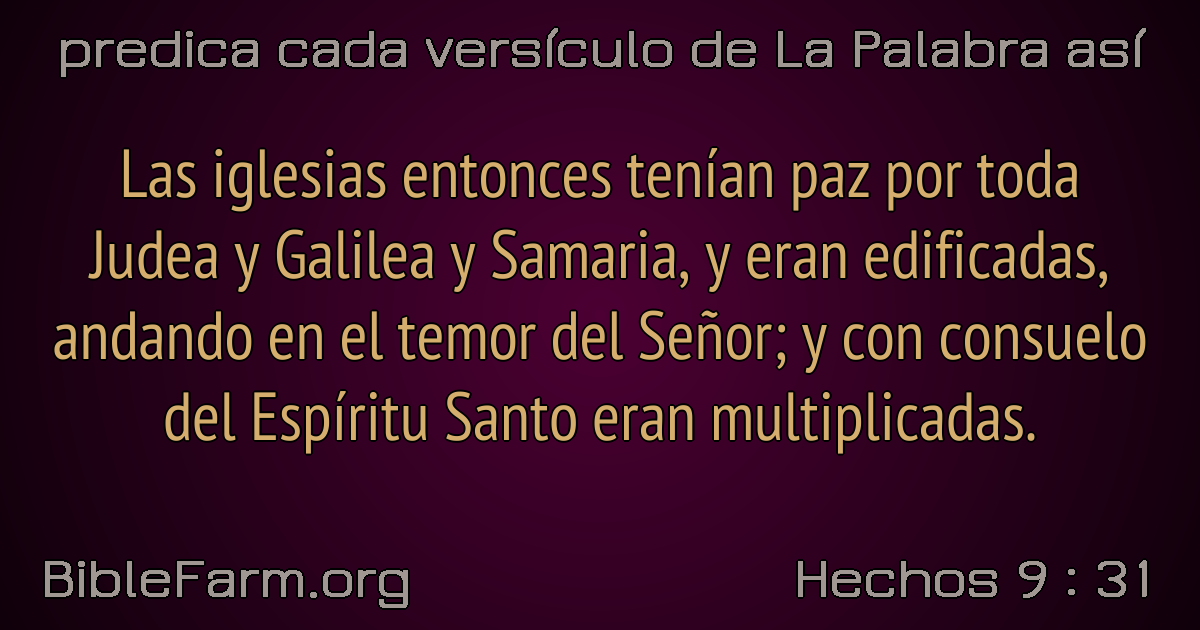 predica cada versículo de La Palabra así
Las iglesias entonces tenían paz por toda
Judea y Galilea y Samaria, y eran edificadas,
andando en el temor del Señor; y con consuelo
del Espíritu Santo eran multiplicadas.
BibleFarm.org
Hechos 9 : 31